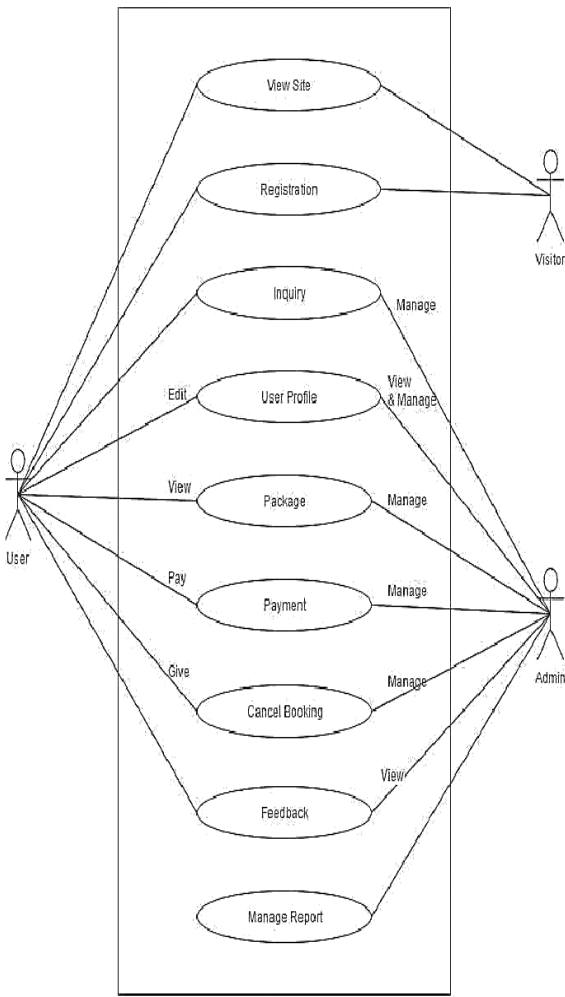 View Site
Registration
Visitor
Inquiry
Manage
Edit
User Profile
View
& Manage
View
Package
Manage
User
Pay
Payment
Manage
Admin
Give
Cancel Booking
Manage
View
Feedback
Manage Report